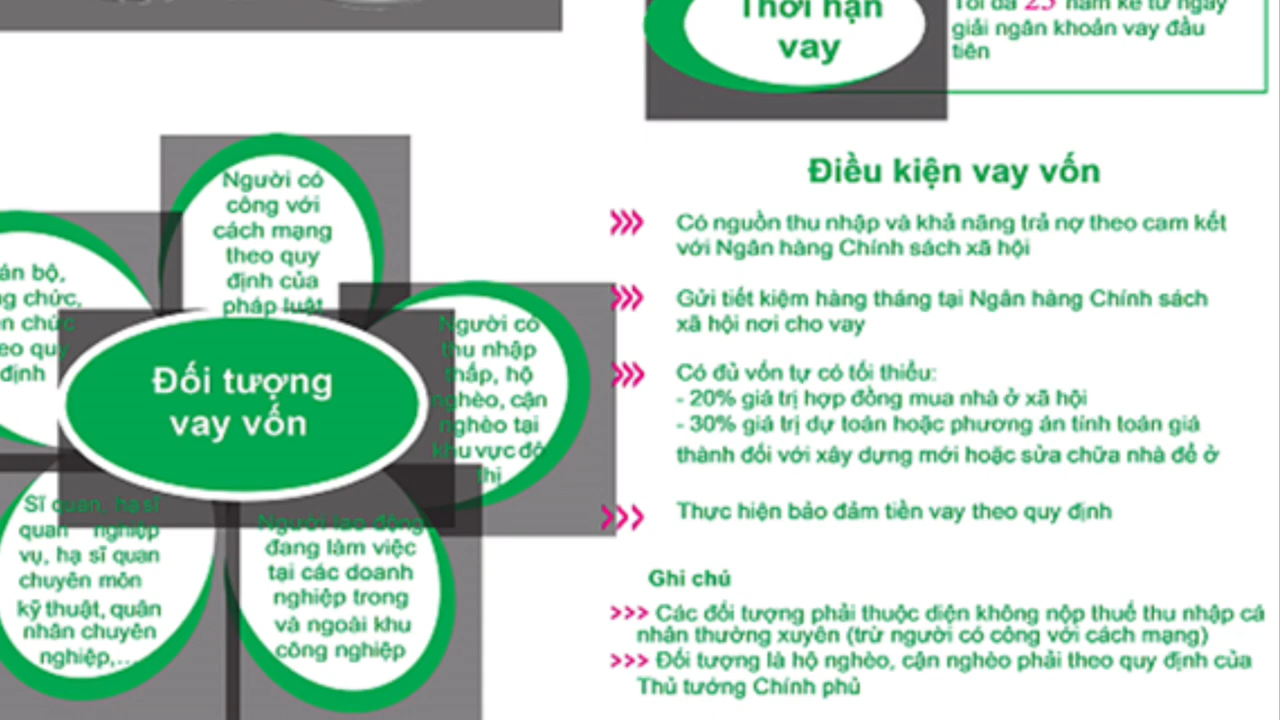 Thời hạn
vay
Tối đa 25 năm kể từ ngày
giải ngân khoản vay đầu
tiên
Người có
công với
cách mạng
theo quy
định của
pháp luật
án bộ,
g chức,
n chức
eo quy
định
Đối tượng
vay vốn
Người có
thu nhập
thấp, hộ
nghèo, cận
nghèo tại
khu vực đô
thị
Sĩ quan, hạ sĩ
quan nghiệp
vụ, hạ sĩ quan
chuyên môn
kỹ thuật, quân
nhân chuyên
nghiệp,...
Người lao động
đang làm việc
tại các doanh
nghiệp trong
và ngoài khu
công nghiệp
Điều kiện vay vốn
Có nguồn thu nhập và khả năng trả nợ theo cam kết
với Ngân hàng Chính sách xã hội
Gửi tiết kiệm hàng tháng tại Ngân hàng Chính sách
xã hội nơi cho vay
Có đủ vốn tự có tối thiểu:
- 20% giá trị hợp đồng mua nhà ở xã hội
- 30% giá trị dự toán hoặc phương án tính toán giá
thành đối với xây dựng mới hoặc sửa chữa nhà để ở
Thực hiện bảo đảm tiền vay theo quy định
Ghi chú
>>> Các đối tượng phải thuộc diện không nộp thuế thu nhập cá
nhân thường xuyên (trừ người có công với cách mạng)
>>> Đối tượng là hộ nghèo, cận nghèo phải theo quy định của
Thủ tướng Chính phủ